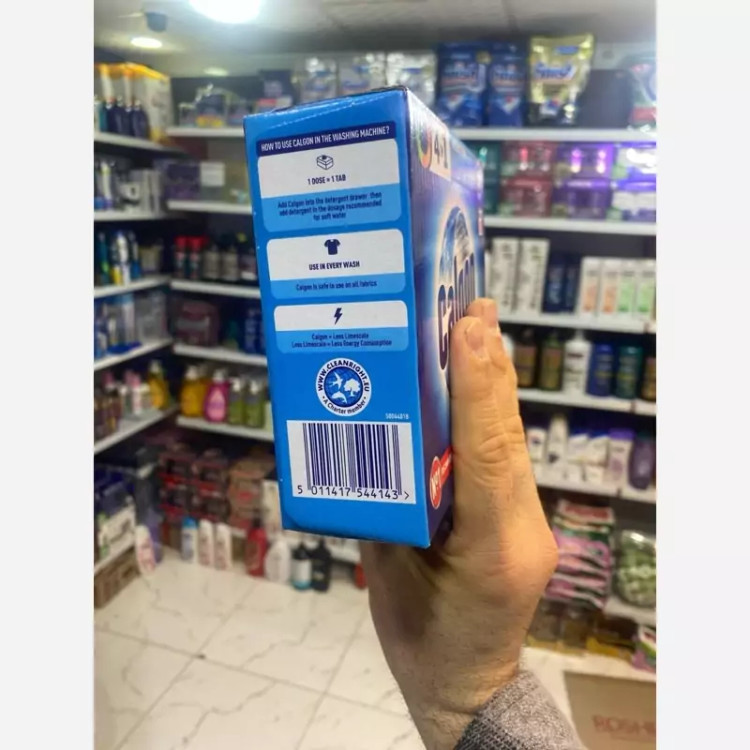 HOW TO USE CALGON IN THE WASHING MACHINE?
1 DOSE = 1 TAB
Add Calgon into the detergent drawer, then
add detergent in the dosage recommended
for soft water
USE IN EVERY WASH
Calgon is safe to use on all fabrics
Calgon = Less Limescale
Less Limescale = Less Energy Consumption
WWW.CLEANRIGHT.EU
• A Charter member •
5 011417 544143 >
Calgon